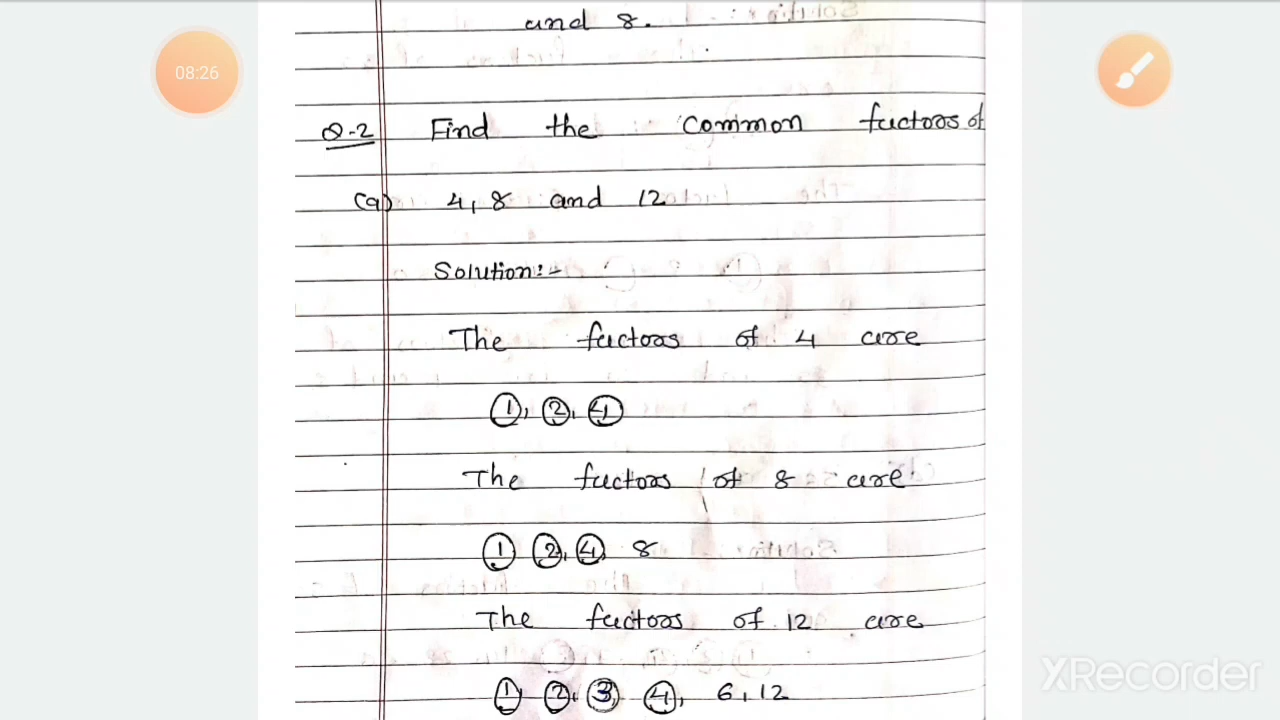 and 8.
08:26
Q-2 Find the common factors of
(a) 4, 8 and 12
Solution:-
The factors of 4 are
1, 2, 4
The factors of 8 are
1 2, 4, 8
The factors of 12 are
1, 2, 3, 4, 6, 12
XRecorder